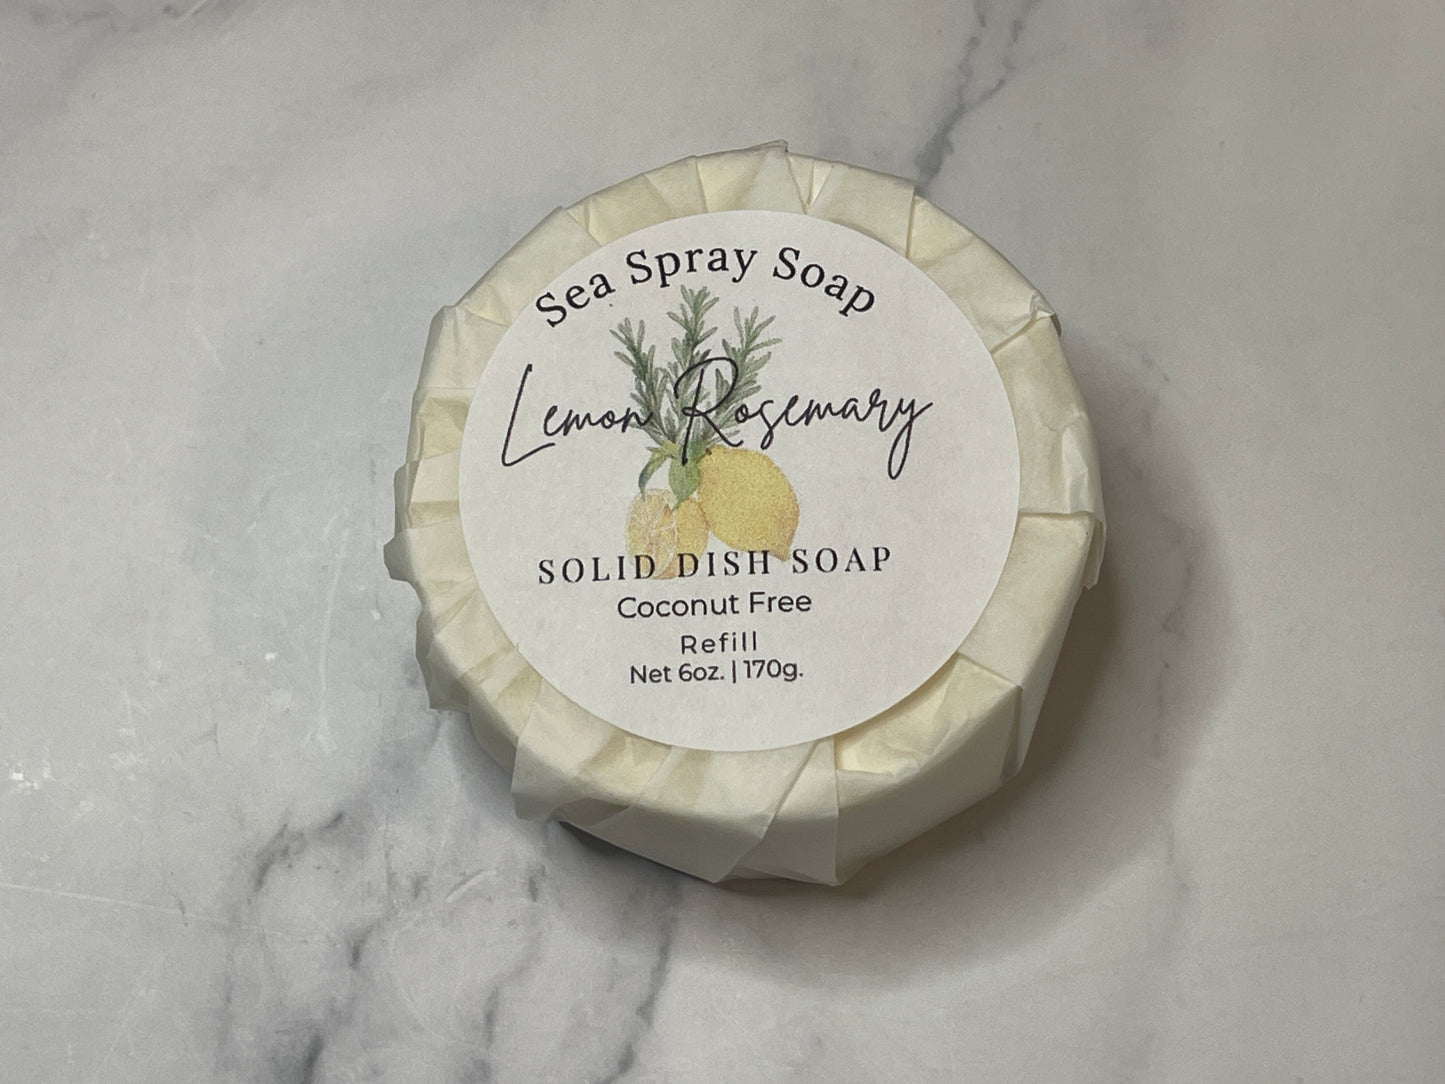 Sea Spray Soap
Lemon Rosemary
SOLID DISH SOAP
Coconut Free
Refill
Net 6oz. | 170g.